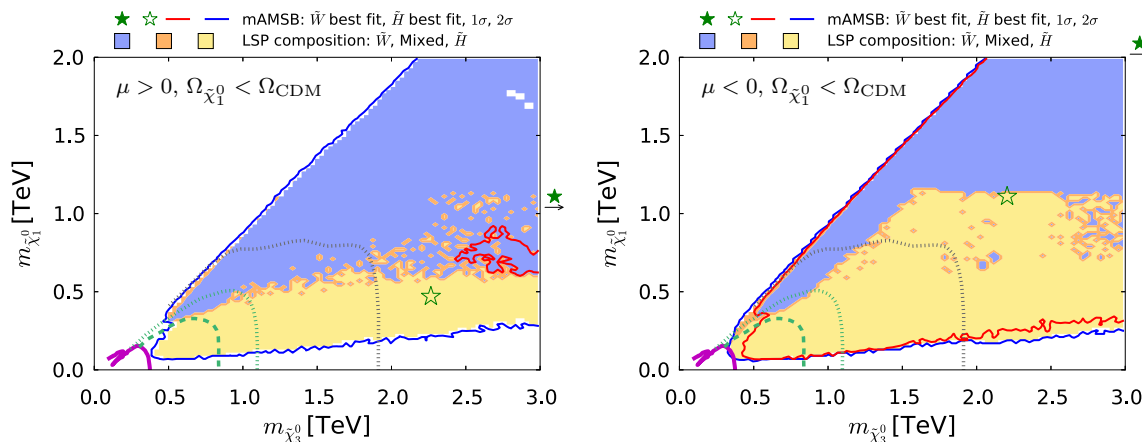 mAMSB: W̃ best fit, H̃ best fit, 1σ, 2σ
LSP composition: W̃, Mixed, H̃
μ > 0, Ω_χ̃₁⁰ < Ω_CDM
2.0
1.5
1.0
0.5
0.0
m_χ̃₁⁰ [TeV]
0.0 0.5 1.0 1.5 2.0 2.5 3.0
m_χ̃₃⁰ [TeV]
mAMSB: W̃ best fit, H̃ best fit, 1σ, 2σ
LSP composition: W̃, Mixed, H̃
μ < 0, Ω_χ̃₁⁰ < Ω_CDM
2.0
1.5
1.0
0.5
0.0
m_χ̃₁⁰ [TeV]
0.0 0.5 1.0 1.5 2.0 2.5 3.0
m_χ̃₃⁰ [TeV]